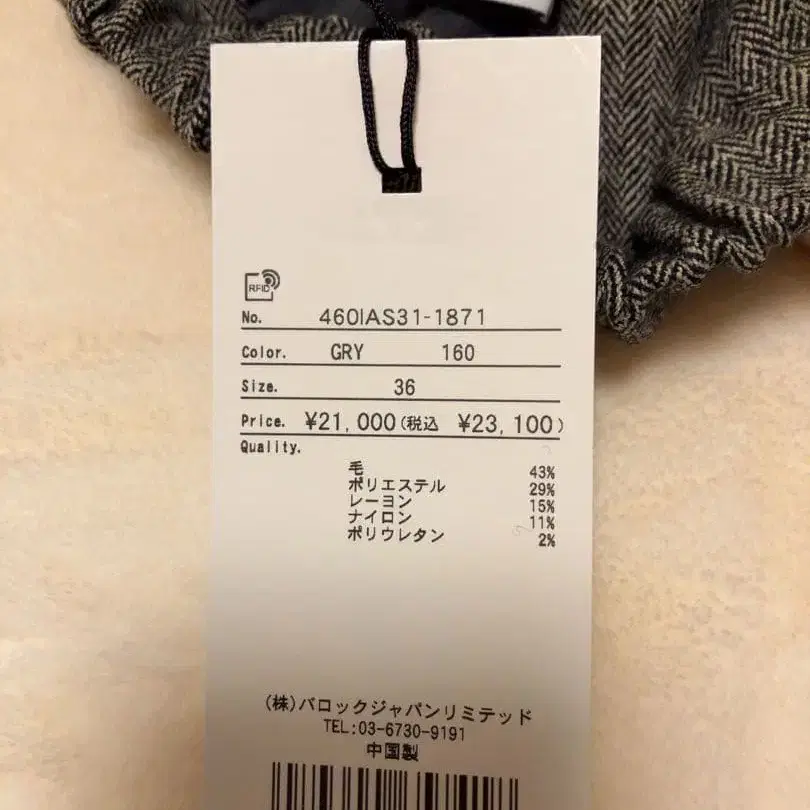 RFID
No. 460IAS31-1871
Color. GRY 160
Size. 36
Price. ¥21,000(税込 ¥23,100)
Quality.
毛 43%
ポリエステル 29%
レーヨン 15%
ナイロン 11%
ポリウレタン 2%
(株)バロックジャパンリミテッド
TEL:03-6730-9191
中国製